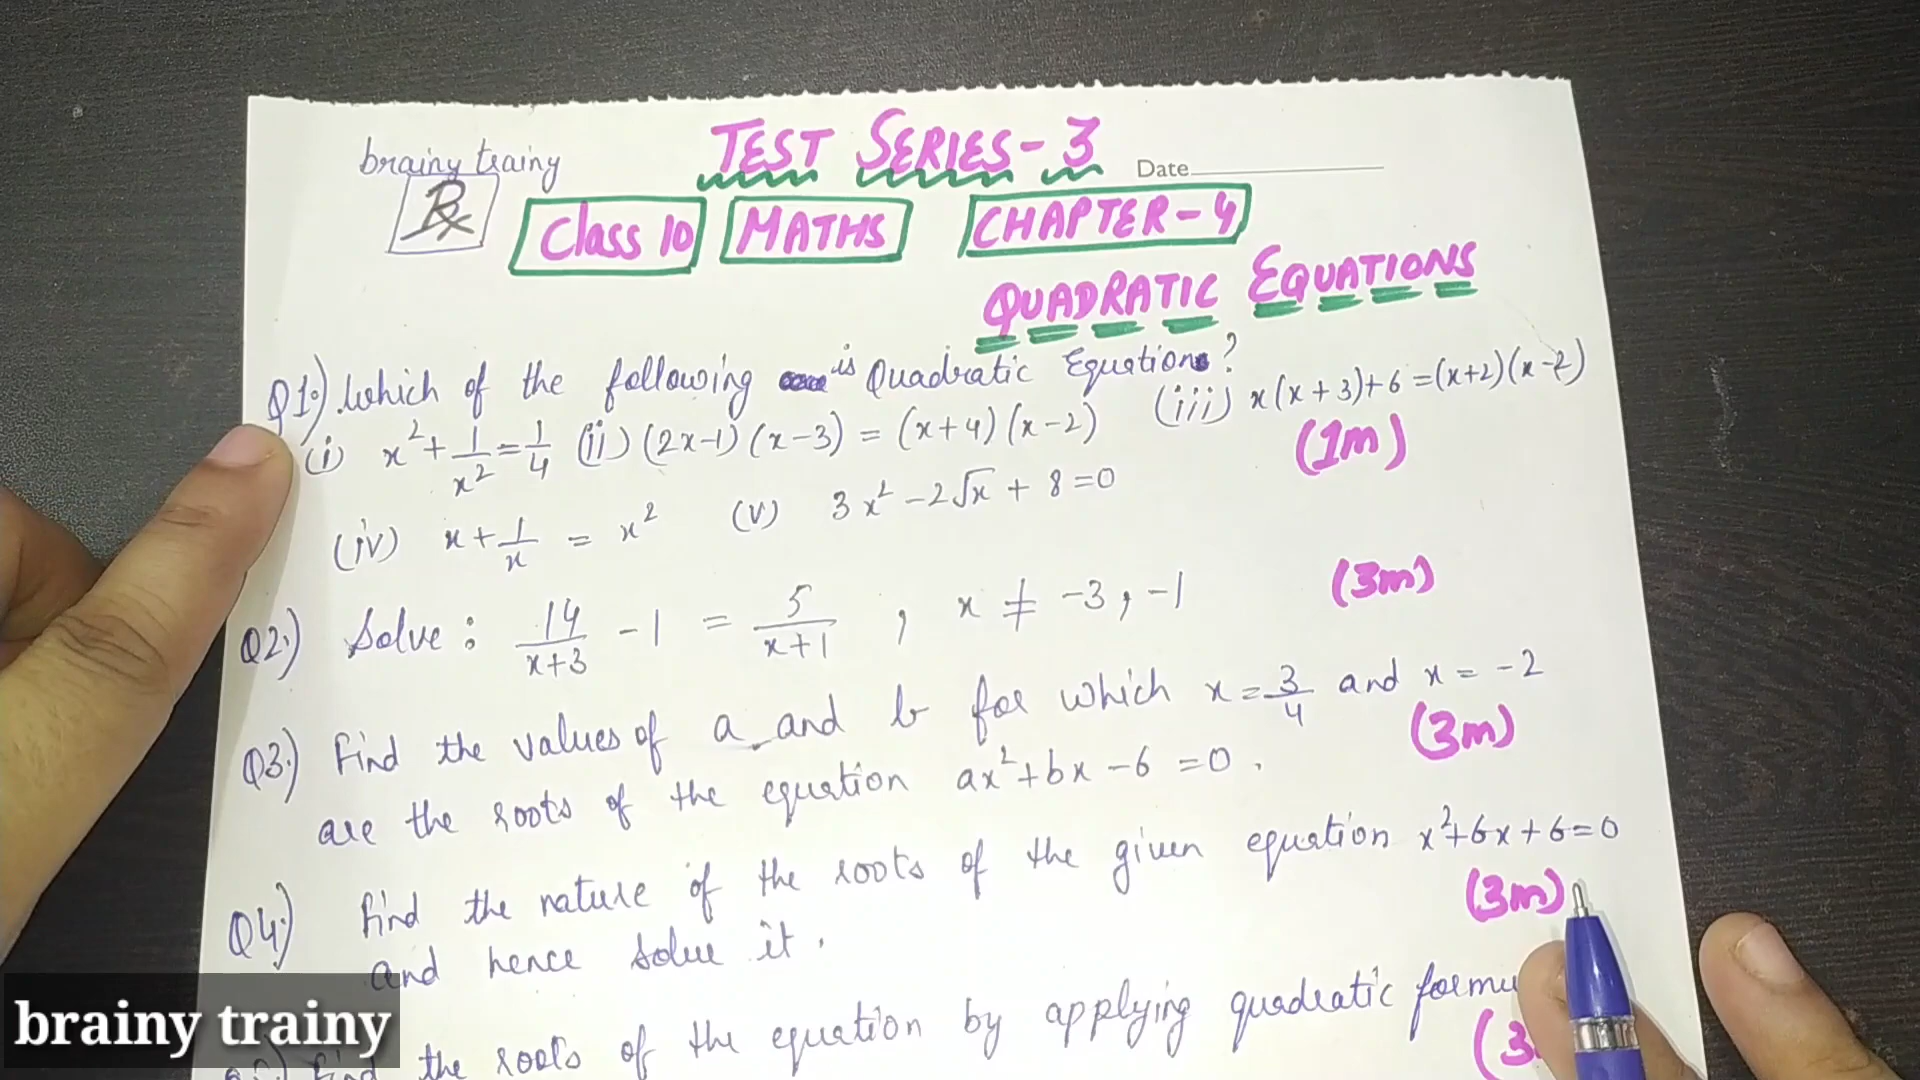 brainy trainy
TEST SERIES-3
Date
Class 10 MATHS CHAPTER-4
QUADRATIC EQUATIONS
Q1.) Which of the following is Quadratic Equation?
(i) x²+1/x²=1/4 (ii) (2x-1)(x-3) = (x+4)(x-2) (iii) x(x+3)+6=(x+2)(x-2)
(1m)
(iv) x+1/x = x² (v) 3x²-2√x+8=0
Q2.) Solve: 14/(x+3) -1 = 5/(x+1), x ≠ -3, -1 (3m)
Q3.) Find the values of a and b for which x=3/4 and x=-2
are the roots of the equation ax²+bx-6=0. (3m)
Q4.) Find the nature of the roots of the given equation x²+6x+6=0
and hence solve it. (3m)
the roots of the equation by applying quadratic
brainy trainy